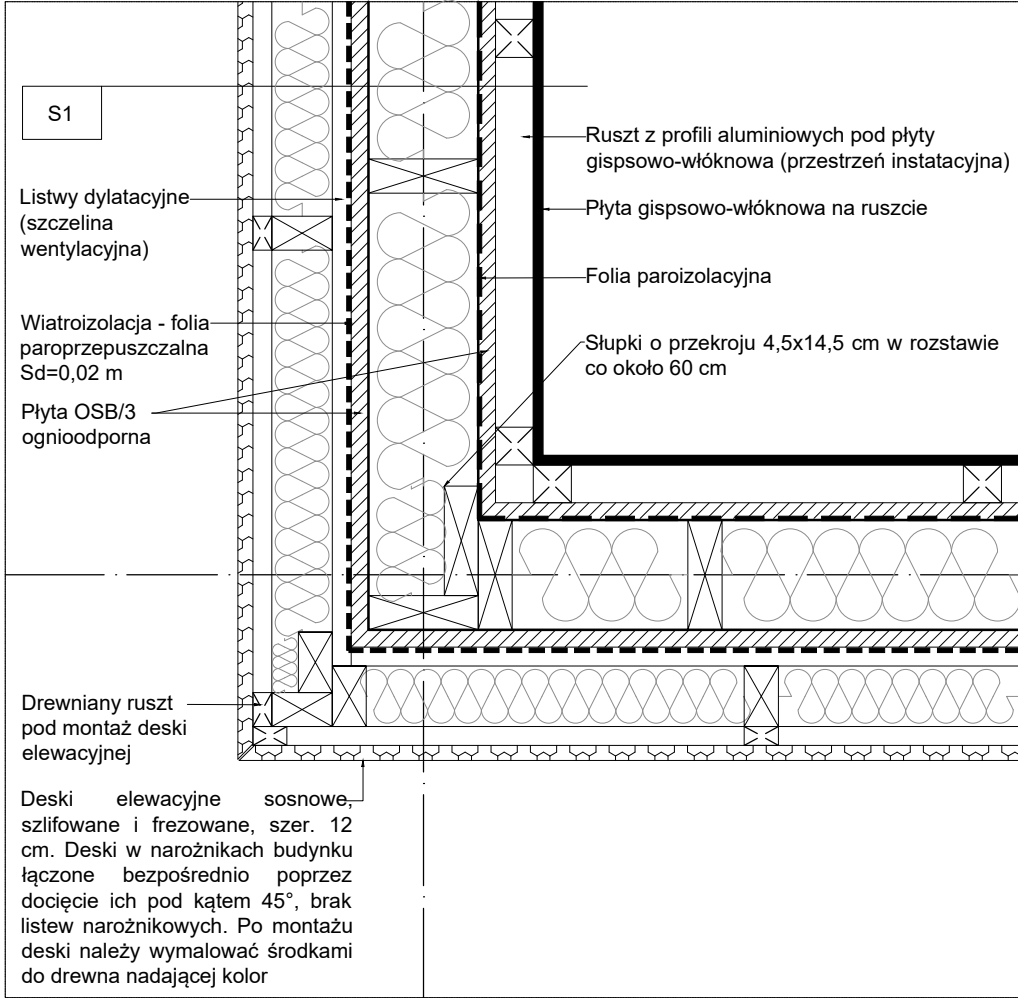 S1
Listwy dylatacyjne
(szczelina
wentylacyjna)
Wiatroizolacja - folia
paroprzepuszczalna
Sd=0,02 m
Płyta OSB/3
ognioodporna
Drewniany ruszt
pod montaż deski
elewacyjnej
Deski elewacyjne sosnowe,
szlifowane i frezowane, szer. 12
cm. Deski w narożnikach budynku
łączone bezpośrednio poprzez
docięcie ich pod kątem 45°, brak
listew narożnikowych. Po montażu
deski należy wymalować środkami
do drewna nadającej kolor
Ruszt z profili aluminiowych pod płyty
gispsowo-włóknowa (przestrzeń instatacyjna)
Płyta gispsowo-włóknowa na ruszcie
Folia paroizolacyjna
Słupki o przekroju 4,5x14,5 cm w rozstawie
co około 60 cm